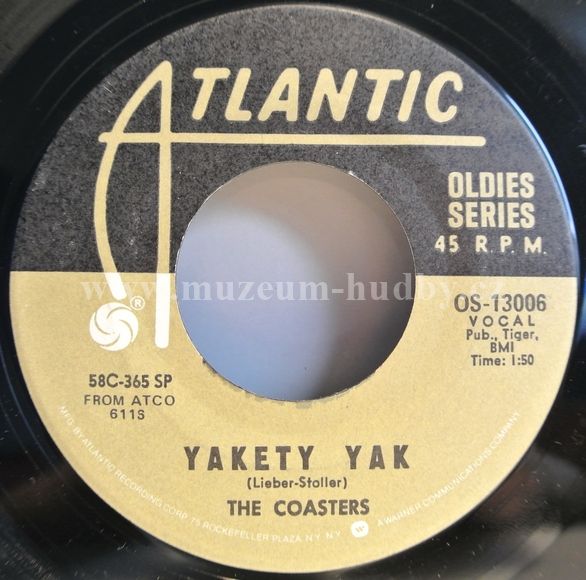 ATLANTIC
OLDIES
SERIES
45 R.P.M.
www.muzeum-hudby.cz
®
OS-13006
VOCAL
Pub., Tiger,
BMI
Time: 1:50
58C-365 SP
FROM ATCO
6116
YAKETY YAK
(Lieber-Stoller)
THE COASTERS
MFG. BY ATLANTIC RECORDING CORP. 75 ROCKEFELLER PLAZA, N.Y. N.Y. W A WARNER COMMUNICATIONS COMPANY